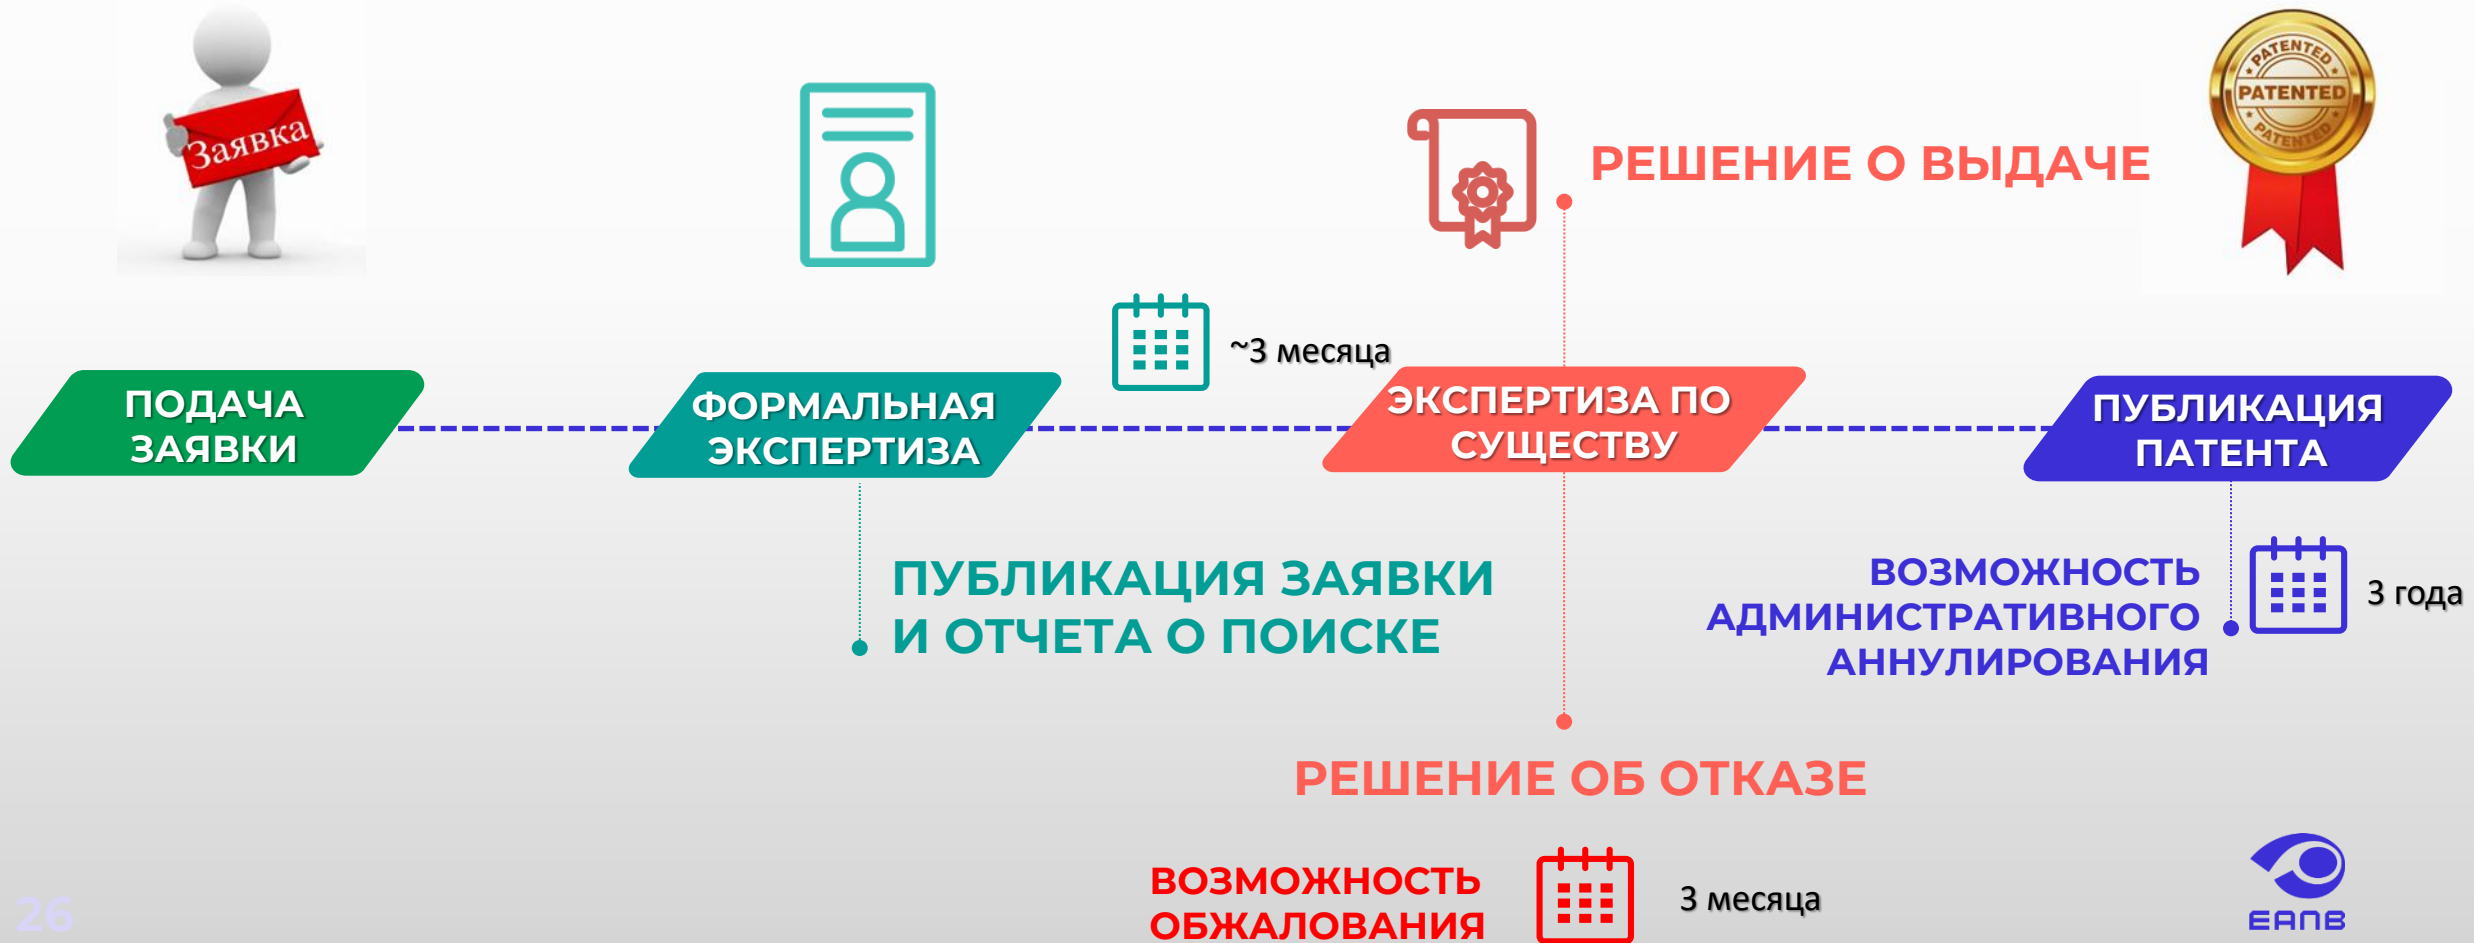 Заявка
PATENTED
PATENTED
PATENTED
РЕШЕНИЕ О ВЫДАЧЕ
~3 месяца
ПОДАЧА
ЗАЯВКИ
ФОРМАЛЬНАЯ
ЭКСПЕРТИЗА
ЭКСПЕРТИЗА ПО
СУЩЕСТВУ
ПУБЛИКАЦИЯ
ПАТЕНТА
ПУБЛИКАЦИЯ ЗАЯВКИ
И ОТЧЕТА О ПОИСКЕ
ВОЗМОЖНОСТЬ
АДМИНИСТРАТИВНОГО
АННУЛИРОВАНИЯ
3 года
РЕШЕНИЕ ОБ ОТКАЗЕ
ВОЗМОЖНОСТЬ
ОБЖАЛОВАНИЯ
3 месяца
26
ЕАПВ